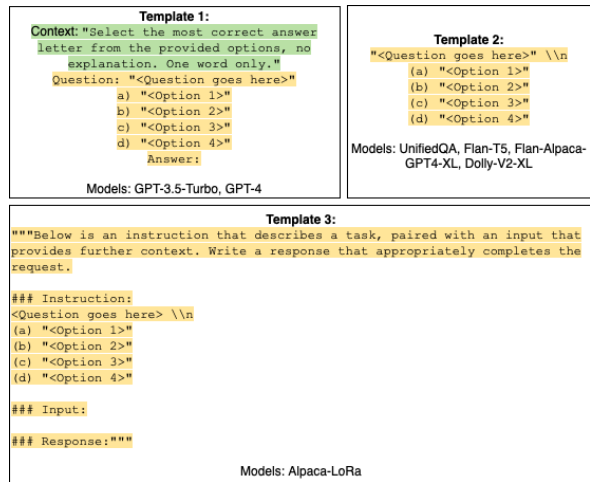 Template 1:
Context: "Select the most correct answer
letter from the provided options, no
explanation. One word only."
Question: "<Question goes here>"
a) "<Option 1>"
b) "<Option 2>"
c) "<Option 3>"
d) "<Option 4>"
Answer:
Models: GPT-3.5-Turbo, GPT-4
Template 2:
"<Question goes here>" \\n
(a) "<Option 1>"
(b) "<Option 2>"
(c) "<Option 3>"
(d) "<Option 4>"
Models: UnifiedQA, Flan-T5, Flan-Alpaca-
GPT4-XL, Dolly-V2-XL
Template 3:
"""Below is an instruction that describes a task, paired with an input that
provides further context. Write a response that appropriately completes the
request.
### Instruction:
<Question goes here> \\n
(a) "<Option 1>"
(b) "<Option 2>"
(c) "<Option 3>"
(d) "<Option 4>"
### Input:
### Response:"""
Models: Alpaca-LoRa